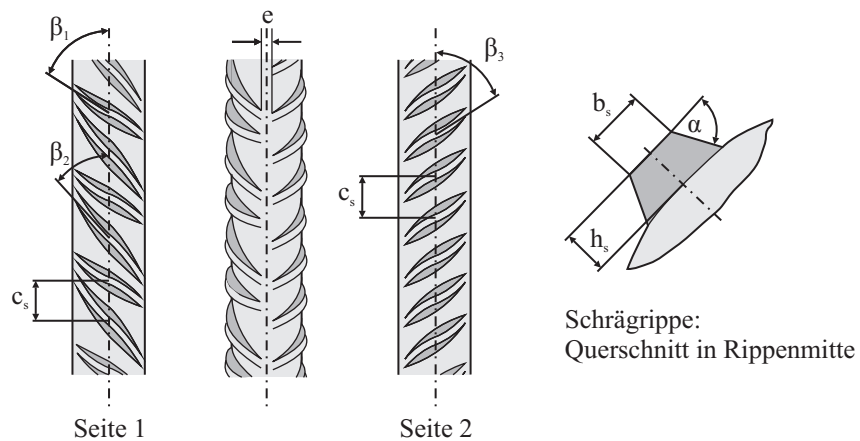 β₁
e
β₃
β₂
cₛ
cₛ
bₛ
α
hₛ
Schrägrippe:
Querschnitt in Rippenmitte
Seite 1
Seite 2